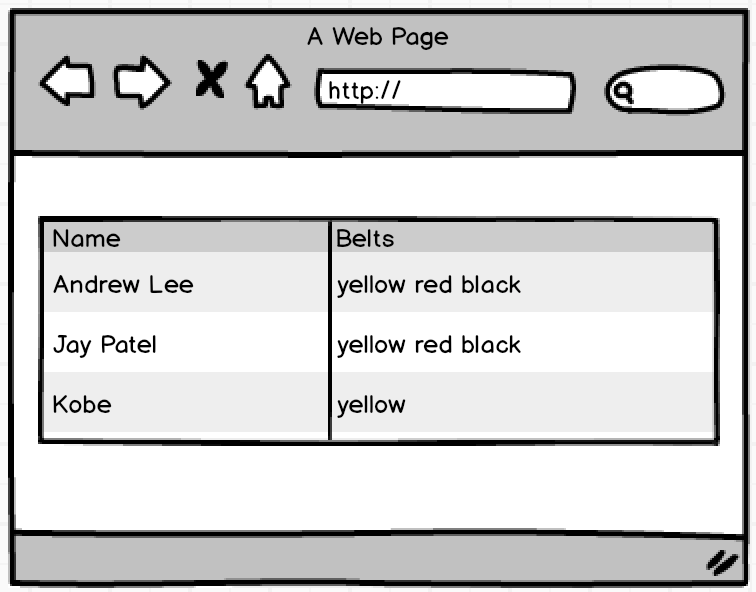 A Web Page
http://
Name Belts
Andrew Lee yellow red black
Jay Patel yellow red black
Kobe yellow